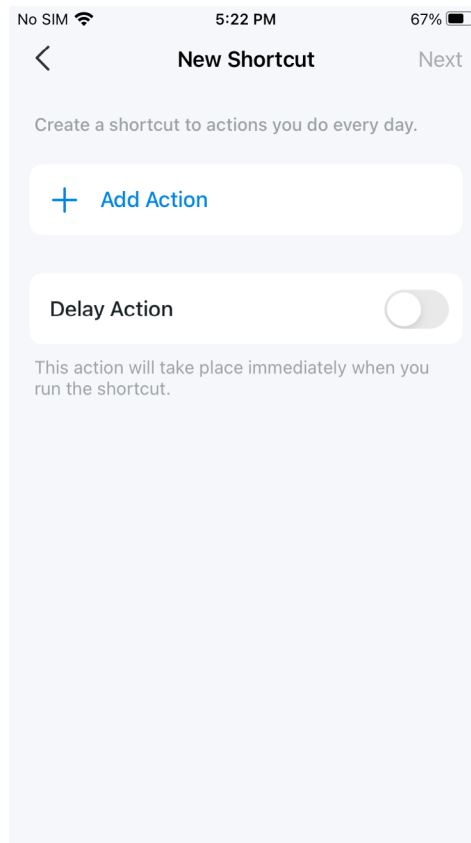 No SIM 5:22 PM 67%
New Shortcut Next
Create a shortcut to actions you do every day.
Add Action
Delay Action
This action will take place immediately when you
run the shortcut.